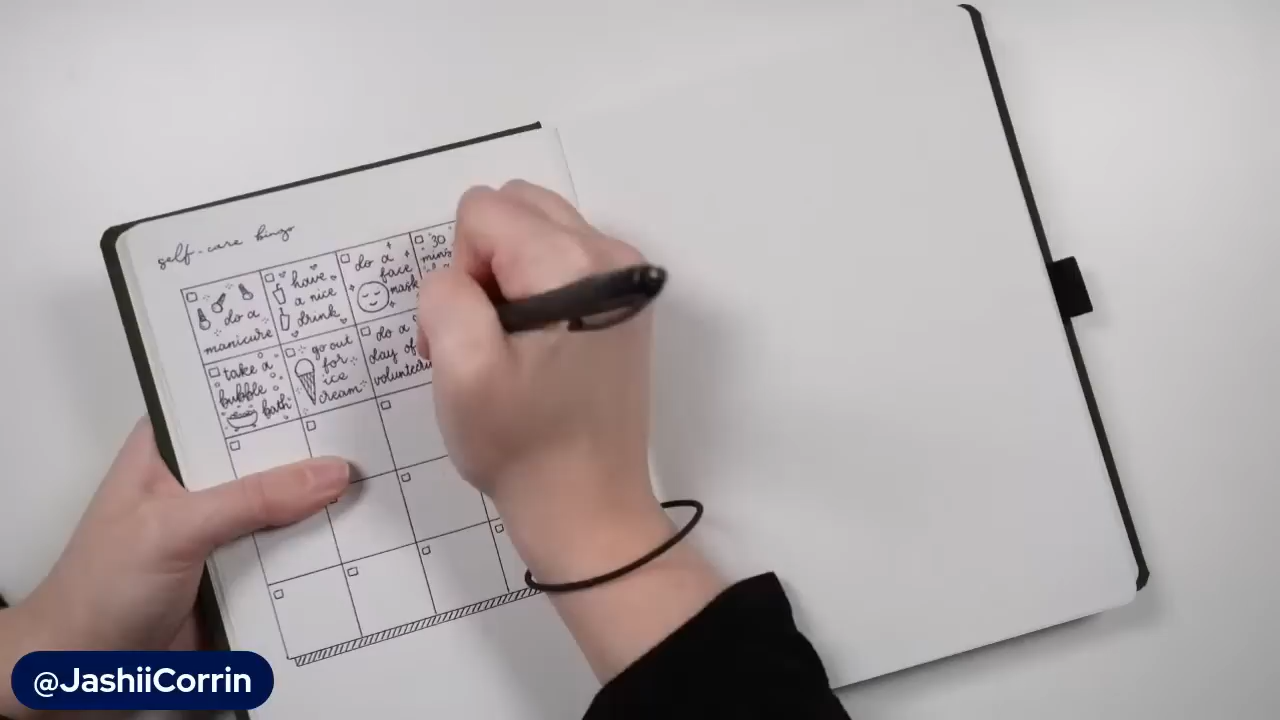 self-care bingo
do a
manicure
have
a nice
drink
do a
face
mask
30
mins
take a
bubble
bath
go out
for
ice
cream
do a
day of
@JashiiCorrin